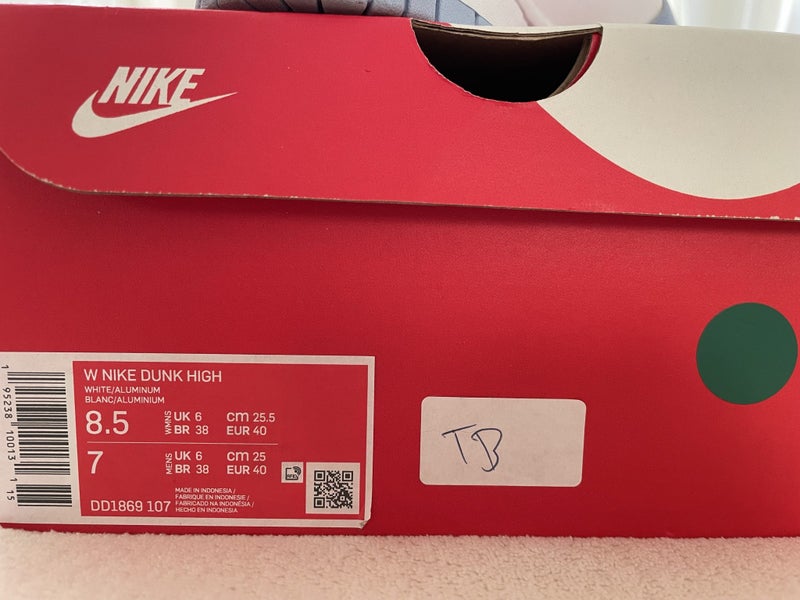 NIKE
W NIKE DUNK HIGH
WHITE/ALUMINUM
BLANC/ALUMINIUM
8.5 WMNS UK 6 cm 25.5
BR 38 EUR 40
7 MENS UK 6 cm 25
BR 38 EUR 40
MADE IN INDONESIA /
FABRIQUE EN INDONESIE /
FABRICADO NA INDONÉSIA /
HECHO EN INDONESIA
DD1869 107
1 95238 10013 1 15
TB